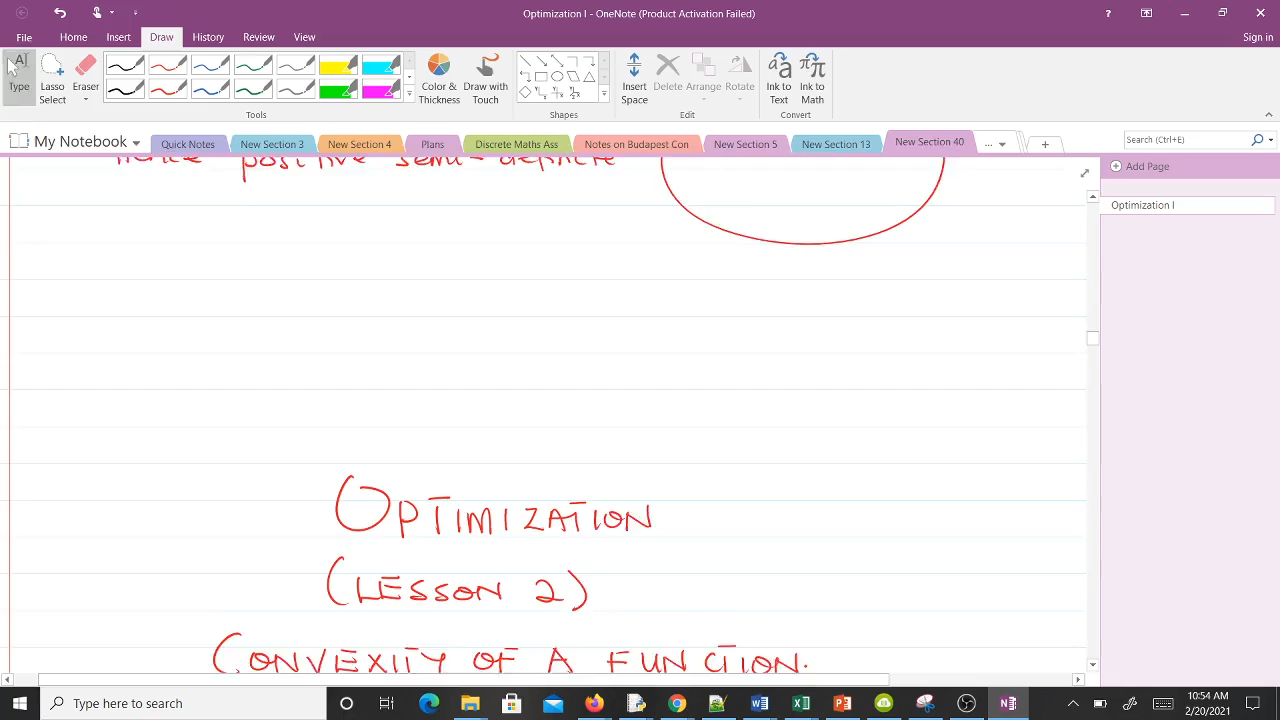 Optimization I - OneNote (Product Activation Failed)
File Home Insert Draw History Review View
Sign in
Type
Lasso Select
Eraser
Color & Thickness
Draw with Touch
Insert Space
Delete
Arrange
Rotate
Ink to Text
Ink to Math
Tools
Shapes
Edit
Convert
My Notebook
Quick Notes New Section 3 New Section 4 Plans Discrete Maths Ass Notes on Budapest Con New Section 5 New Section 13 New Section 40 ...
Search (Ctrl+E)
Add Page
Optimization I
hence positive semi-definite
OPTIMIZATION
(LESSON 2)
CONVEXITY OF A FUNCTION.
Type here to search
10:54 AM
2/20/2021